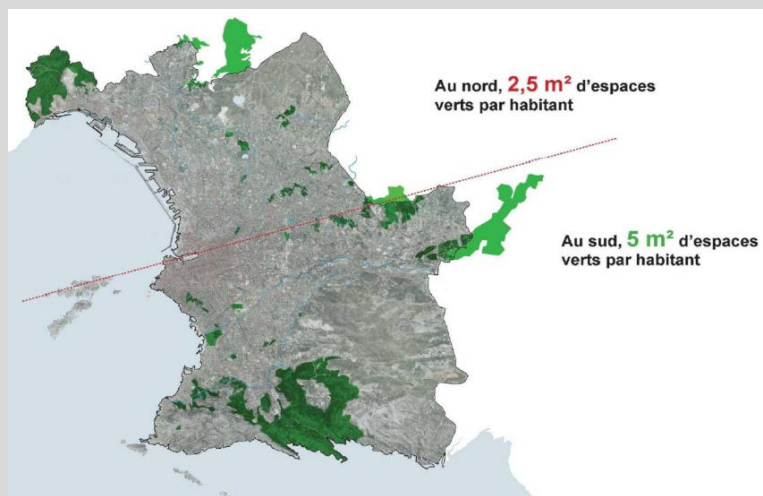 Au nord, 2,5 m² d’espaces
verts par habitant
Au sud, 5 m² d’espaces
verts par habitant